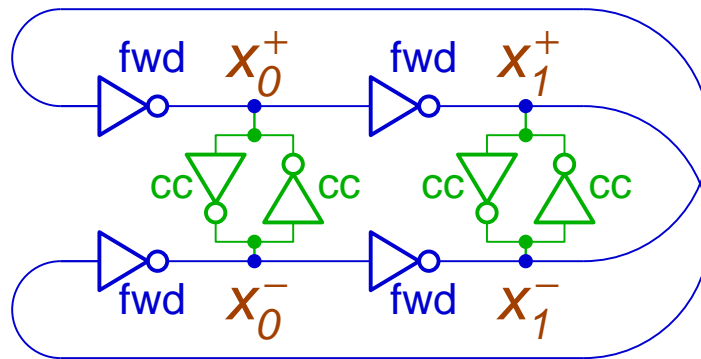 fwd x₀⁺ fwd x₁⁺
cc cc cc cc
fwd x₀⁻ fwd x₁⁻